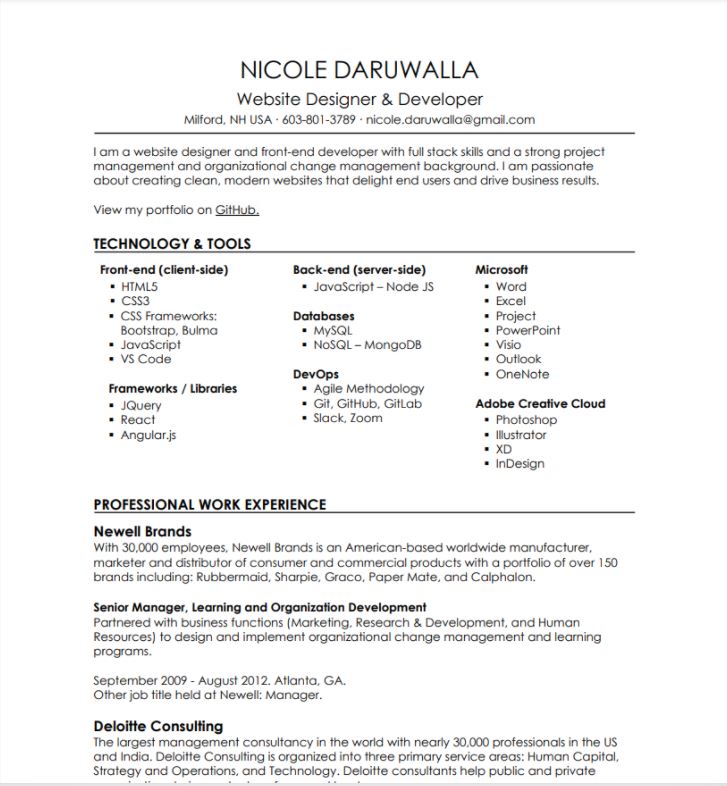 NICOLE DARUWALLA
Website Designer & Developer
Milford, NH USA · 603-801-3789 · nicole.daruwalla@gmail.com
I am a website designer and front-end developer with full stack skills and a strong project
management and organizational change management background. I am passionate
about creating clean, modern websites that delight end users and drive business results.
View my portfolio on GitHub.
TECHNOLOGY & TOOLS
Front-end (client-side)
▪ HTML5
▪ CSS3
▪ CSS Frameworks:
Bootstrap, Bulma
▪ JavaScript
▪ VS Code
Frameworks / Libraries
▪ JQuery
▪ React
▪ Angular.js
Back-end (server-side)
▪ JavaScript – Node JS
Databases
▪ MySQL
▪ NoSQL – MongoDB
DevOps
▪ Agile Methodology
▪ Git, GitHub, GitLab
▪ Slack, Zoom
Microsoft
▪ Word
▪ Excel
▪ Project
▪ PowerPoint
▪ Visio
▪ Outlook
▪ OneNote
Adobe Creative Cloud
▪ Photoshop
▪ Illustrator
▪ XD
▪ InDesign
PROFESSIONAL WORK EXPERIENCE
Newell Brands
With 30,000 employees, Newell Brands is an American-based worldwide manufacturer,
marketer and distributor of consumer and commercial products with a portfolio of over 150
brands including: Rubbermaid, Sharpie, Graco, Paper Mate, and Calphalon.
Senior Manager, Learning and Organization Development
Partnered with business functions (Marketing, Research & Development, and Human
Resources) to design and implement organizational change management and learning
programs.
September 2009 - August 2012. Atlanta, GA.
Other job title held at Newell: Manager.
Deloitte Consulting
The largest management consultancy in the world with nearly 30,000 professionals in the US
and India. Deloitte Consulting is organized into three primary service areas: Human Capital,
Strategy and Operations, and Technology. Deloitte consultants help public and private